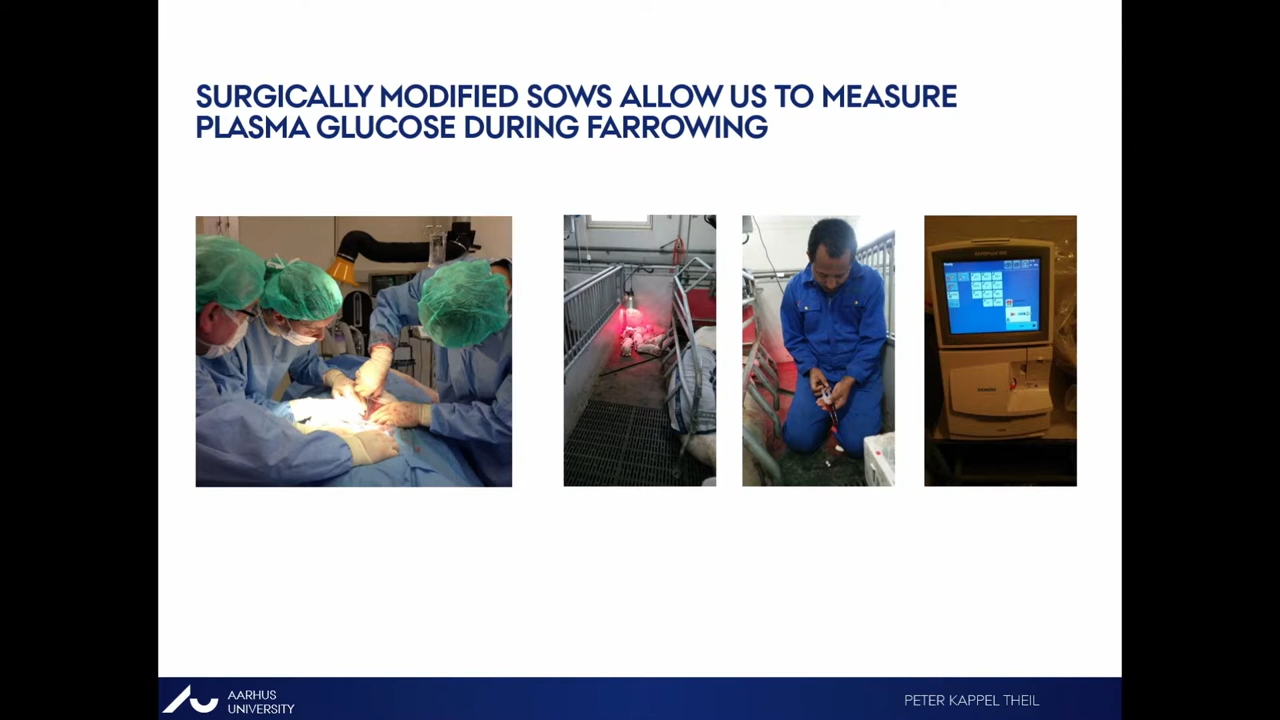 SURGICALLY MODIFIED SOWS ALLOW US TO MEASURE
PLASMA GLUCOSE DURING FARROWING
AARHUS
UNIVERSITY
PETER KAPPEL THEIL